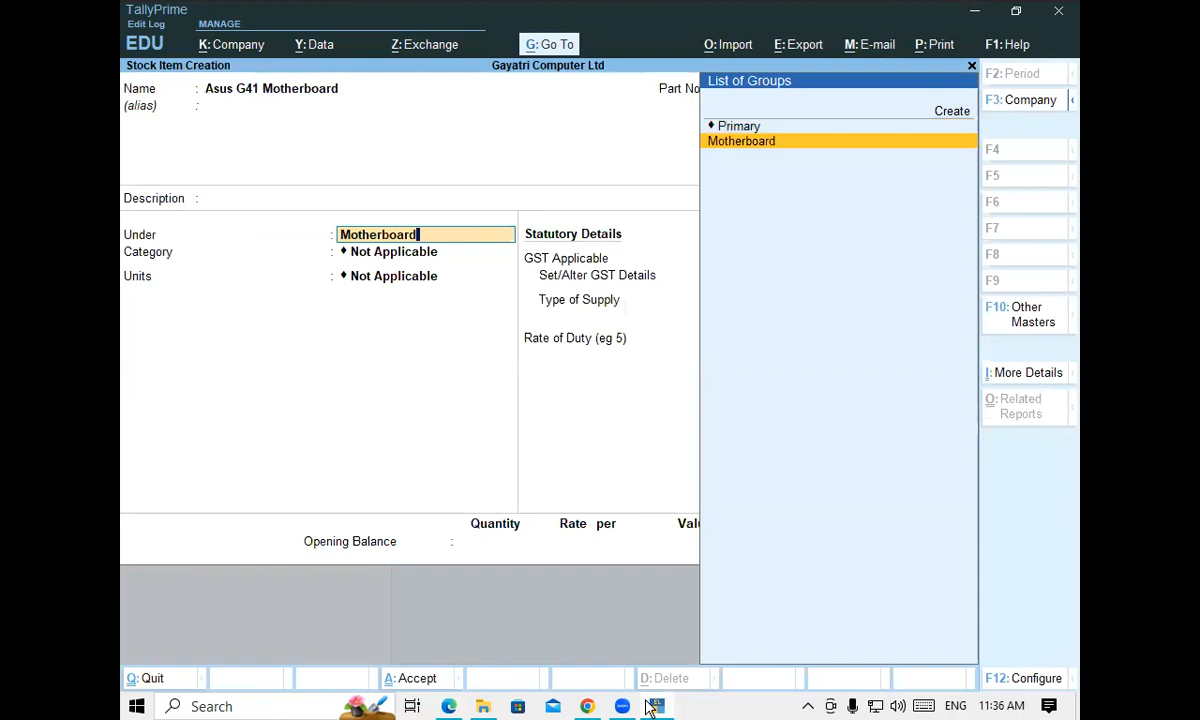 TallyPrime
Edit Log
MANAGE
EDU
K: Company
Y: Data
Z: Exchange
G: Go To
O: Import
E: Export
M: E-mail
P: Print
F1: Help
Stock Item Creation
Gayatri Computer Ltd
Name : Asus G41 Motherboard
Part No
(alias) :
Description :
Under : Motherboard
Category : ♦ Not Applicable
Units : ♦ Not Applicable
Statutory Details
GST Applicable
Set/Alter GST Details
Type of Supply
Rate of Duty (eg 5)
Quantity Rate per Val
Opening Balance :
List of Groups
Create
♦ Primary
Motherboard
F2: Period
F3: Company
F4
F5
F6
F7
F8
F9
F10: Other
Masters
I: More Details
O: Related
Reports
Q: Quit
A: Accept
D: Delete
F12: Configure
Search
ENG
11:36 AM